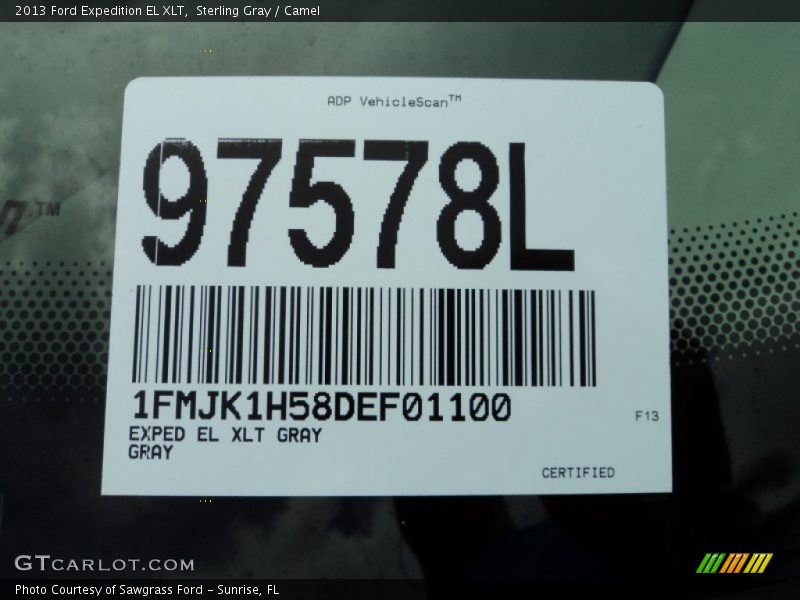 2013 Ford Expedition EL XLT,  Sterling Gray / Camel
ADP VehicleScan™
97578L
1FMJK1H58DEF01100
EXPED EL XLT GRAY
GRAY
F13
CERTIFIED
GTCARLOT.COM
Photo Courtesy of Sawgrass Ford – Sunrise, FL